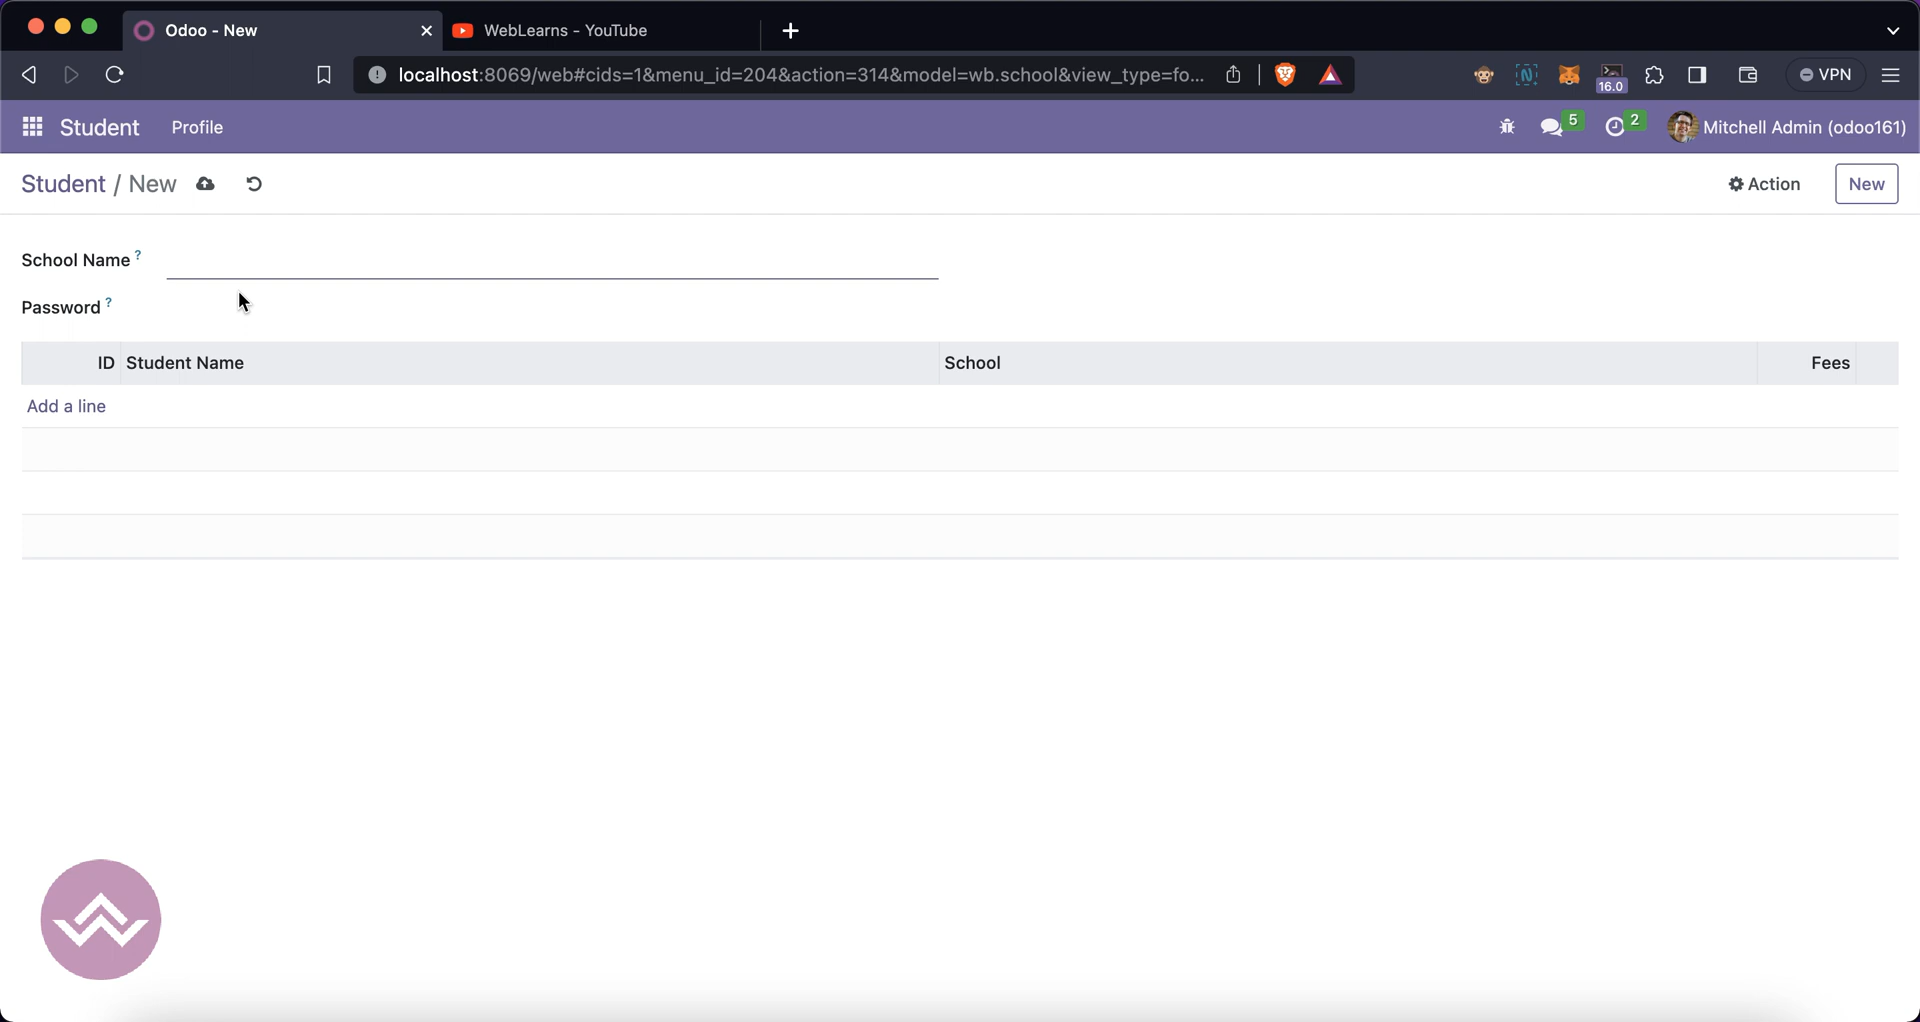 Odoo - New
WebLearns - YouTube
localhost:8069/web#cids=1&menu_id=204&action=314&model=wb.school&view_type=fo...
16.0
VPN
Student
Profile
5
2
Mitchell Admin (odoo161)
Student / New
Action
New
School Name ?
Password ?
ID
Student Name
School
Fees
Add a line